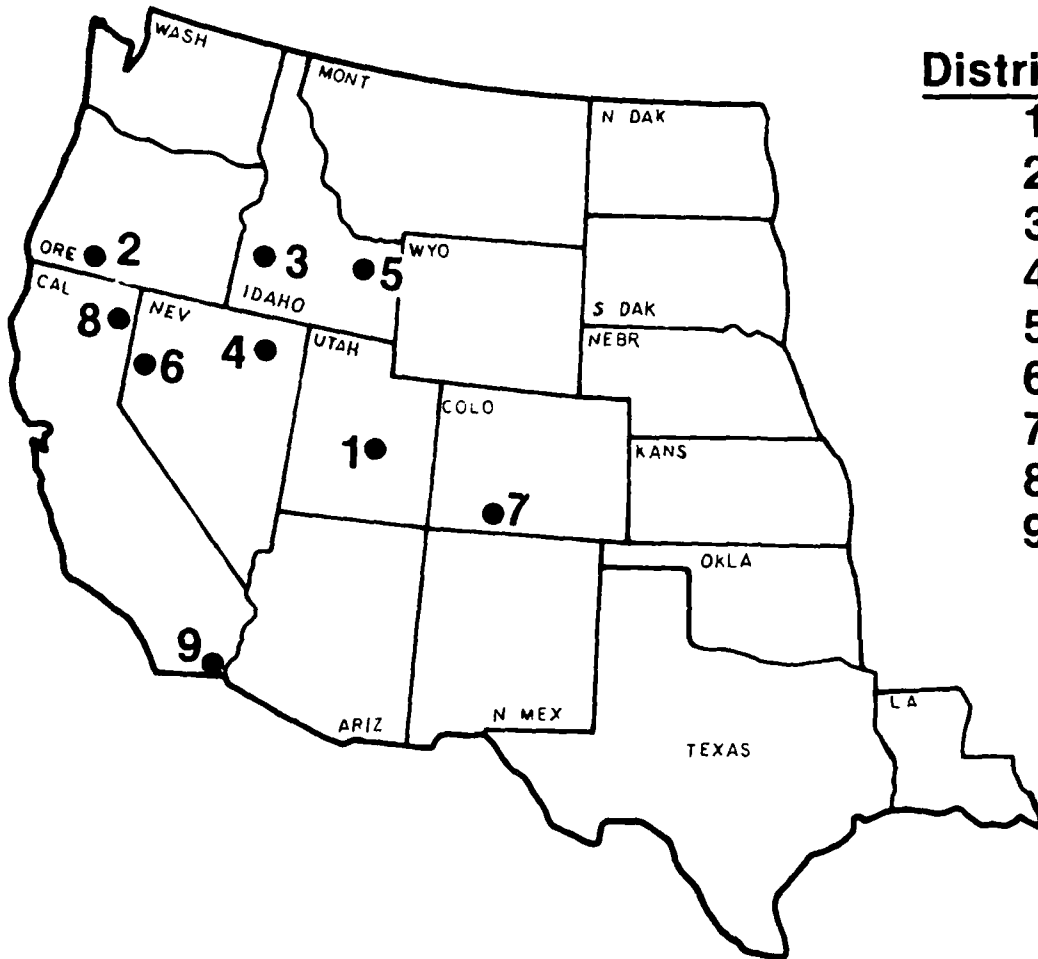 WASH
MONT
N DAK
ORE
2
3
5
WYO
IDAHO
CAL
NEV
8
6
4
UTAH
S DAK
NEBR
COLO
1
7
KANS
OKLA
9
ARIZ
N MEX
TEXAS
LA
Distri
1
2
3
4
5
6
7
8
9